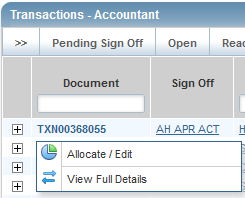 Transactions - Accountant
>> Pending Sign Off Open
Document Sign Off
TXN00368055 AH APR ACT
Allocate / Edit
View Full Details